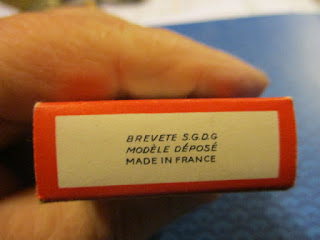 BREVETE S.G.D.G
MODÈLE DÉPOSÉ
MADE IN FRANCE